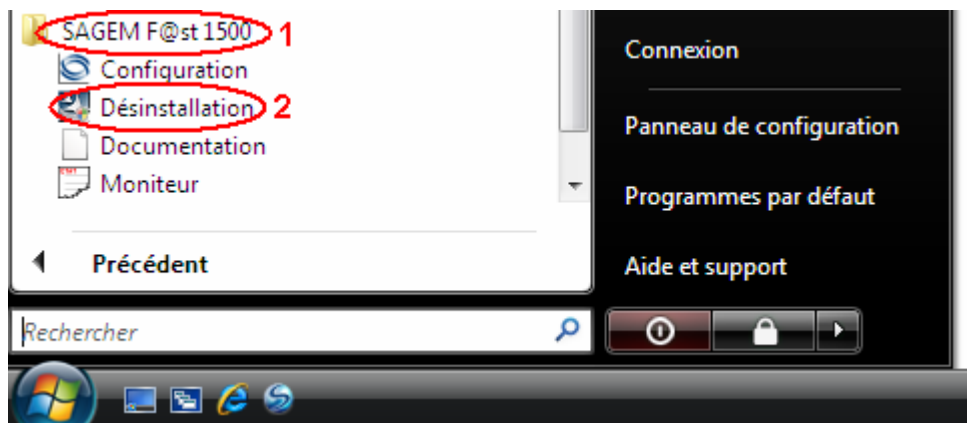 SAGEM F@st 1500 1
Configuration
Désinstallation 2
Documentation
Moniteur
Précédent
Rechercher
Connexion
Panneau de configuration
Programmes par défaut
Aide et support